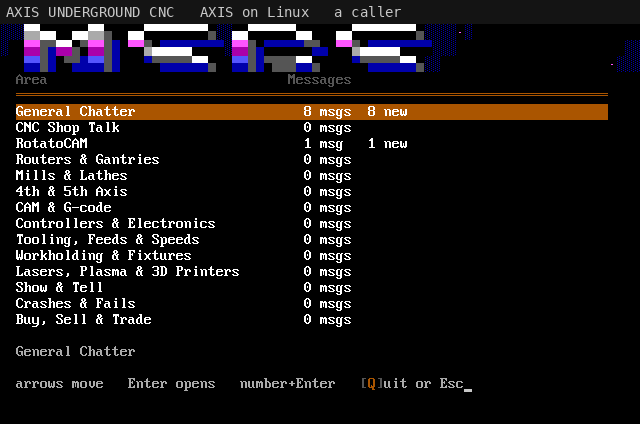 AXIS UNDERGROUND CNC   AXIS on Linux   a caller
Area   Messages
General Chatter   8 msgs   8 new
CNC Shop Talk   0 msgs
RotatoCAM   1 msg   1 new
Routers & Gantries   0 msgs
Mills & Lathes   0 msgs
4th & 5th Axis   0 msgs
CAM & G-code   0 msgs
Controllers & Electronics   0 msgs
Tooling, Feeds & Speeds   0 msgs
Workholding & Fixtures   0 msgs
Lasers, Plasma & 3D Printers   0 msgs
Show & Tell   0 msgs
Crashes & Fails   0 msgs
Buy, Sell & Trade   0 msgs
General Chatter
arrows move   Enter opens   number+Enter   [Q]uit or Esc_